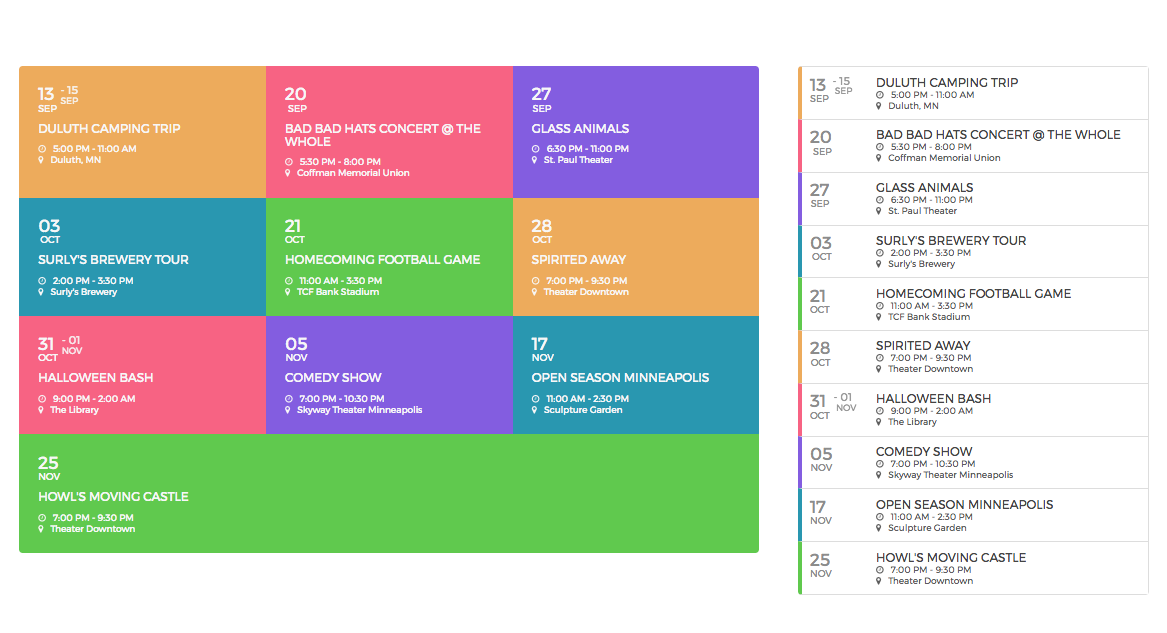 13 - 15
SEP SEP
DULUTH CAMPING TRIP
5:00 PM - 11:00 AM
Duluth, MN
20
SEP
BAD BAD HATS CONCERT @ THE
WHOLE
5:30 PM - 8:00 PM
Coffman Memorial Union
27
SEP
GLASS ANIMALS
6:30 PM - 11:00 PM
St. Paul Theater
03
OCT
SURLY'S BREWERY TOUR
2:00 PM - 3:30 PM
Surly's Brewery
21
OCT
HOMECOMING FOOTBALL GAME
11:00 AM - 3:30 PM
TCF Bank Stadium
28
OCT
SPIRITED AWAY
7:00 PM - 9:30 PM
Theater Downtown
31 - 01
OCT NOV
HALLOWEEN BASH
9:00 PM - 2:00 AM
The Library
05
NOV
COMEDY SHOW
7:00 PM - 10:30 PM
Skyway Theater Minneapolis
17
NOV
OPEN SEASON MINNEAPOLIS
11:00 AM - 2:30 PM
Sculpture Garden
25
NOV
HOWL'S MOVING CASTLE
7:00 PM - 9:30 PM
Theater Downtown
13 - 15
SEP SEP
DULUTH CAMPING TRIP
5:00 PM - 11:00 AM
Duluth, MN
20
SEP
BAD BAD HATS CONCERT @ THE WHOLE
5:30 PM - 8:00 PM
Coffman Memorial Union
27
SEP
GLASS ANIMALS
6:30 PM - 11:00 PM
St. Paul Theater
03
OCT
SURLY'S BREWERY TOUR
2:00 PM - 3:30 PM
Surly's Brewery
21
OCT
HOMECOMING FOOTBALL GAME
11:00 AM - 3:30 PM
TCF Bank Stadium
28
OCT
SPIRITED AWAY
7:00 PM - 9:30 PM
Theater Downtown
31 - 01
OCT NOV
HALLOWEEN BASH
9:00 PM - 2:00 AM
The Library
05
NOV
COMEDY SHOW
7:00 PM - 10:30 PM
Skyway Theater Minneapolis
17
NOV
OPEN SEASON MINNEAPOLIS
11:00 AM - 2:30 PM
Sculpture Garden
25
NOV
HOWL'S MOVING CASTLE
7:00 PM - 9:30 PM
Theater Downtown